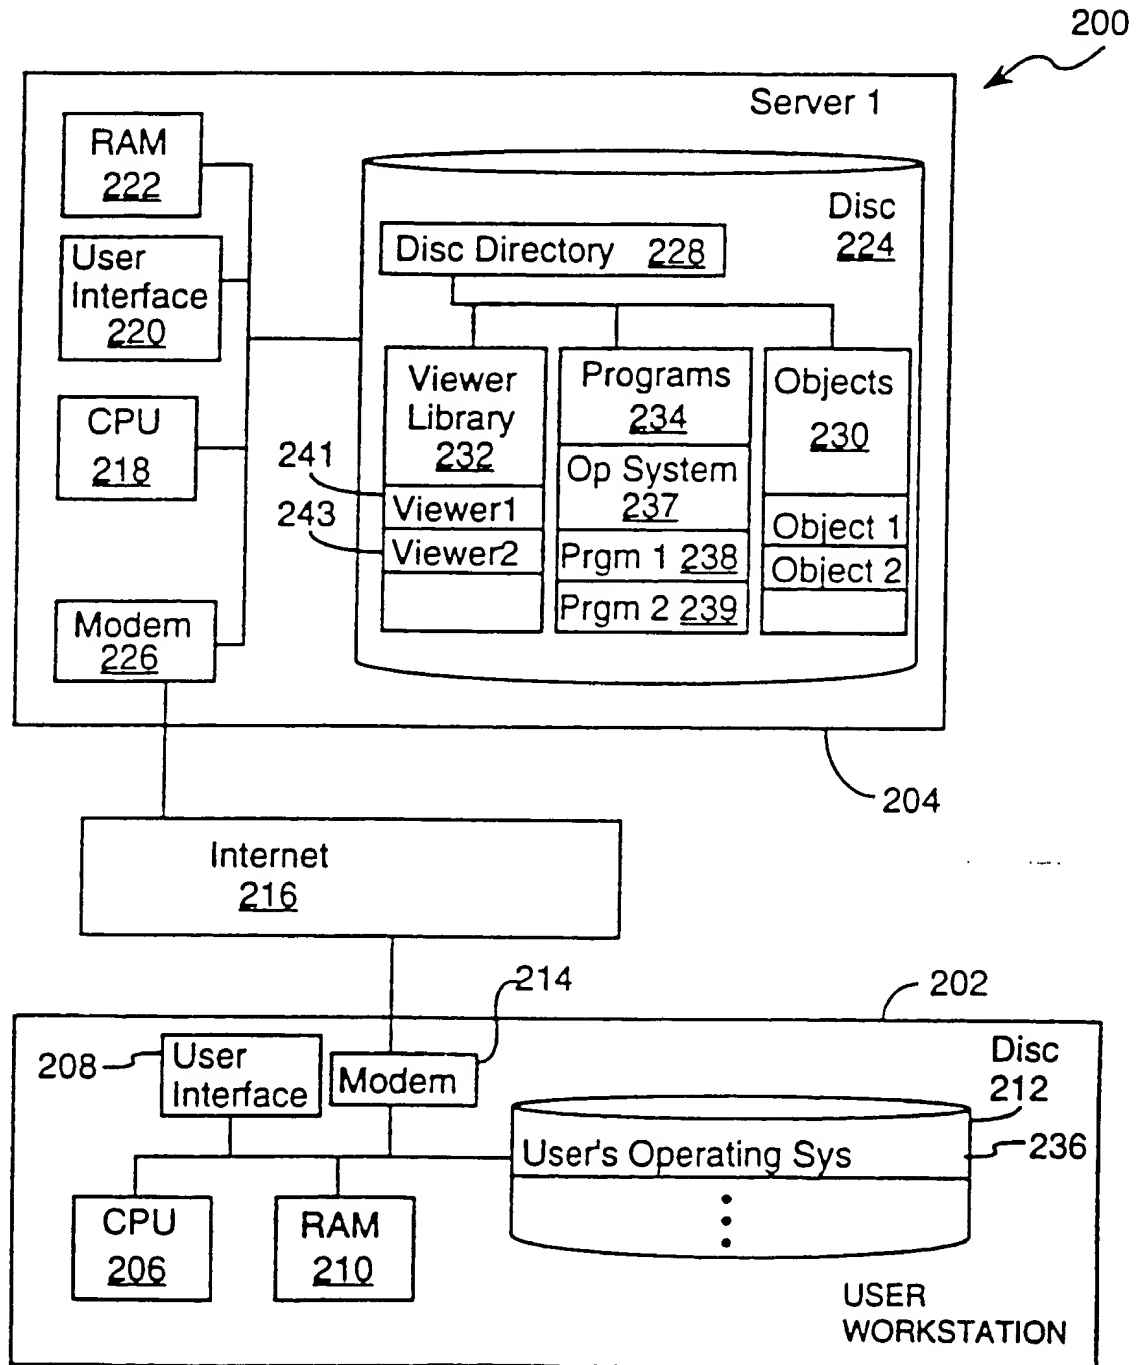 200
Server 1
RAM
222
User
Interface
220
CPU
218
Modem
226
Disc
224
Disc Directory 228
Viewer
Library
232
Viewer1
Viewer2
241
243
Programs
234
Op System
237
Prgm 1 238
Prgm 2 239
Objects
230
Object 1
Object 2
204
Internet
216
214
202
208
User
Interface
Modem
Disc
212
User's Operating Sys
236
CPU
206
RAM
210
USER
WORKSTATION